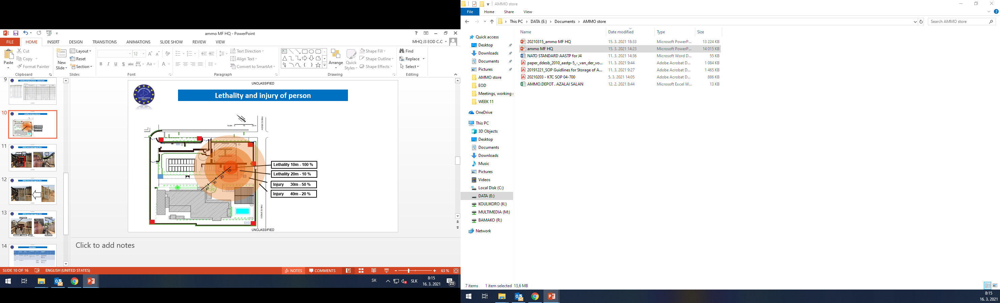 ammo MF HQ - PowerPoint
FILE HOME INSERT DESIGN TRANSITIONS ANIMATIONS SLIDE SHOW REVIEW VIEW
MHQ J3 EOD C.C
Paste
Cut
Copy
Format Painter
Clipboard
New Slide
Layout
Reset
Section
Slides
12
Font
Text Direction
Align Text
Convert to SmartArt
Paragraph
Arrange
Quick Styles
Shape Fill
Shape Outline
Shape Effects
Drawing
Find
Replace
Select
Editing
9
10
11
12
13
14
UNCLASSIFIED
Lethality and injury of person
Scale 0 10 20 m
AVENUE DU MALI
Lethality 10m - 100 %
Lethality 20m - 10 %
Injury 30m - 50 %
Injury 40m - 20 %
10
20
30
40
AVENUE DU MALI
UNCLASSIFIED
Click to add notes
SLIDE 10 OF 16 ENGLISH (UNITED STATES) NOTES COMMENTS 63 %
SK SLK 8:15
16. 3. 2021
20
AMMO store
File Home Share View
This PC DATA (E:) Documents AMMO store
Search AMMO store
Quick access
Desktop
Downloads
Documents
Pictures
AMMO store
EOD
Meetings, working
WEEK 11
OneDrive
This PC
3D Objects
Desktop
Documents
Downloads
Music
Pictures
Videos
Local Disk (C:)
DATA (E:)
KOULIKORO (K:)
MULTIMEDIA (M:)
BAMAKO (R:)
Network
Name Date modified Type Size
20210315_ammo MF HQ 15. 3. 2021 18:33 Microsoft PowerP... 13 224 KB
ammo MF HQ 15. 3. 2021 14:23 Microsoft PowerP... 14 015 KB
NATO STANDARD AASTP for J4 11. 3. 2021 14:36 Microsoft Word D... 55 KB
paper_ddesb_2010_aastp-5_-_van_der_vo... 11. 3. 2021 9:44 Adobe Acrobat D... 1 084 KB
20191221_SOP Guidlines for Storage of A... 11. 3. 2021 9:27 Adobe Acrobat D... 1 465 KB
20210203 - KTC SOP 04-700 5. 3. 2021 14:05 Adobe Acrobat D... 886 KB
AMMO.DEPOT . AZALAI SALAN 12. 2. 2021 8:44 Microsoft Excel W... 13 KB
7 items 1 item selected 13,6 MB
8:15
16. 3. 2021